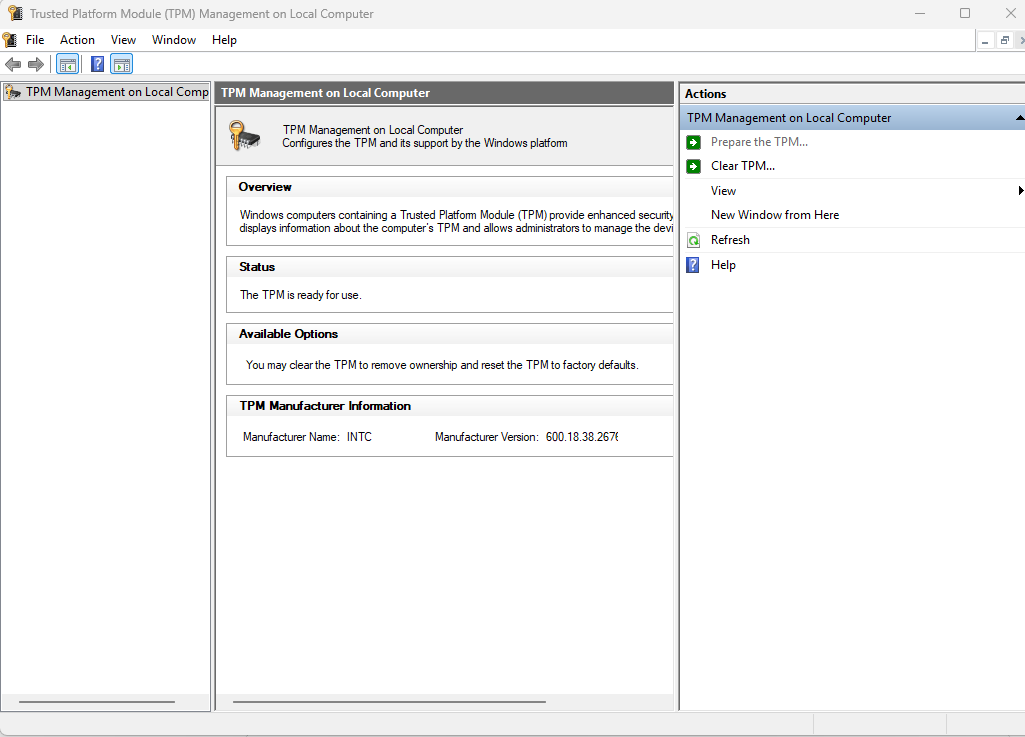 Trusted Platform Module (TPM) Management on Local Computer
File Action View Window Help
TPM Management on Local Comp
TPM Management on Local Computer
TPM Management on Local Computer
Configures the TPM and its support by the Windows platform
Overview
Windows computers containing a Trusted Platform Module (TPM) provide enhanced security
displays information about the computer's TPM and allows administrators to manage the devi
Status
The TPM is ready for use.
Available Options
You may clear the TPM to remove ownership and reset the TPM to factory defaults.
TPM Manufacturer Information
Manufacturer Name: INTC Manufacturer Version: 600.18.38.2676
Actions
TPM Management on Local Computer
Prepare the TPM...
Clear TPM...
View
New Window from Here
Refresh
Help